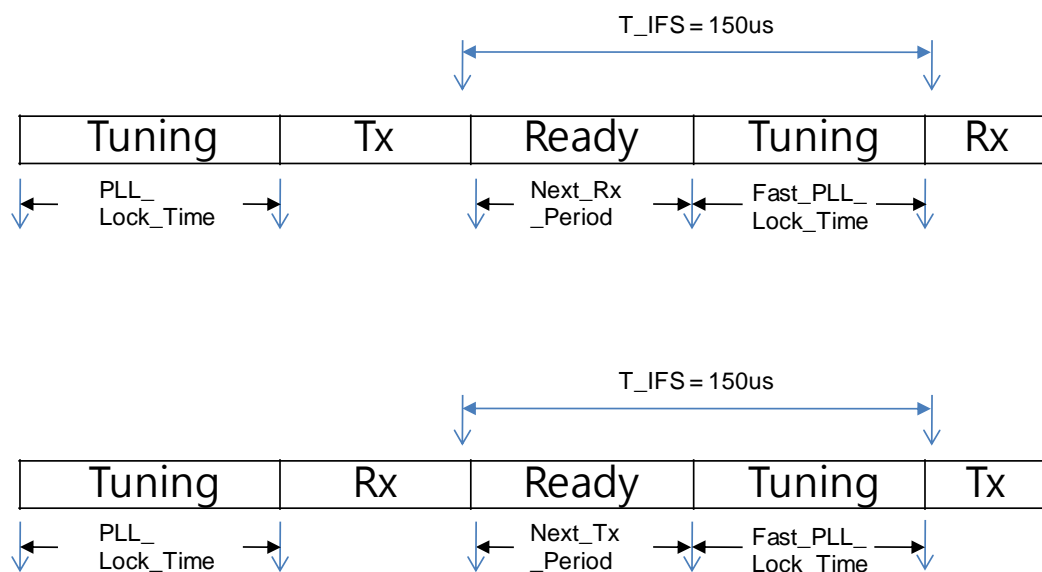 T_IFS = 150us
Tuning Tx Ready Tuning Rx
PLL_
Lock_Time
Next_Rx
_Period
Fast_PLL_
Lock_Time
T_IFS = 150us
Tuning Rx Ready Tuning Tx
PLL_
Lock_Time
Next_Tx
_Period
Fast_PLL_
Lock_Time